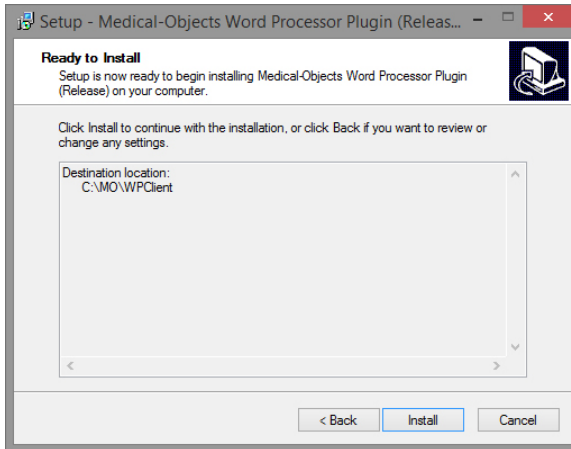 Setup - Medical-Objects Word Processor Plugin (Releas...
Ready to Install
Setup is now ready to begin installing Medical-Objects Word Processor Plugin
(Release) on your computer.
Click Install to continue with the installation, or click Back if you want to review or
change any settings.
Destination location:
C:\MO\WPClient
< Back
Install
Cancel